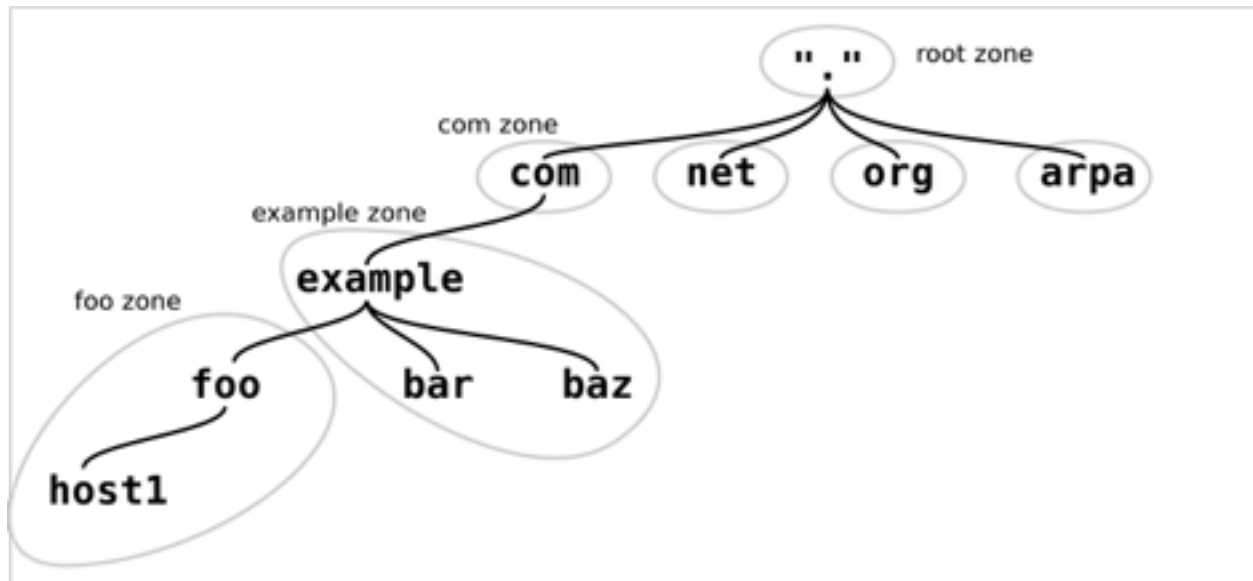 "."
root zone
com zone
com
net
org
arpa
example zone
example
foo zone
foo
bar
baz
host1